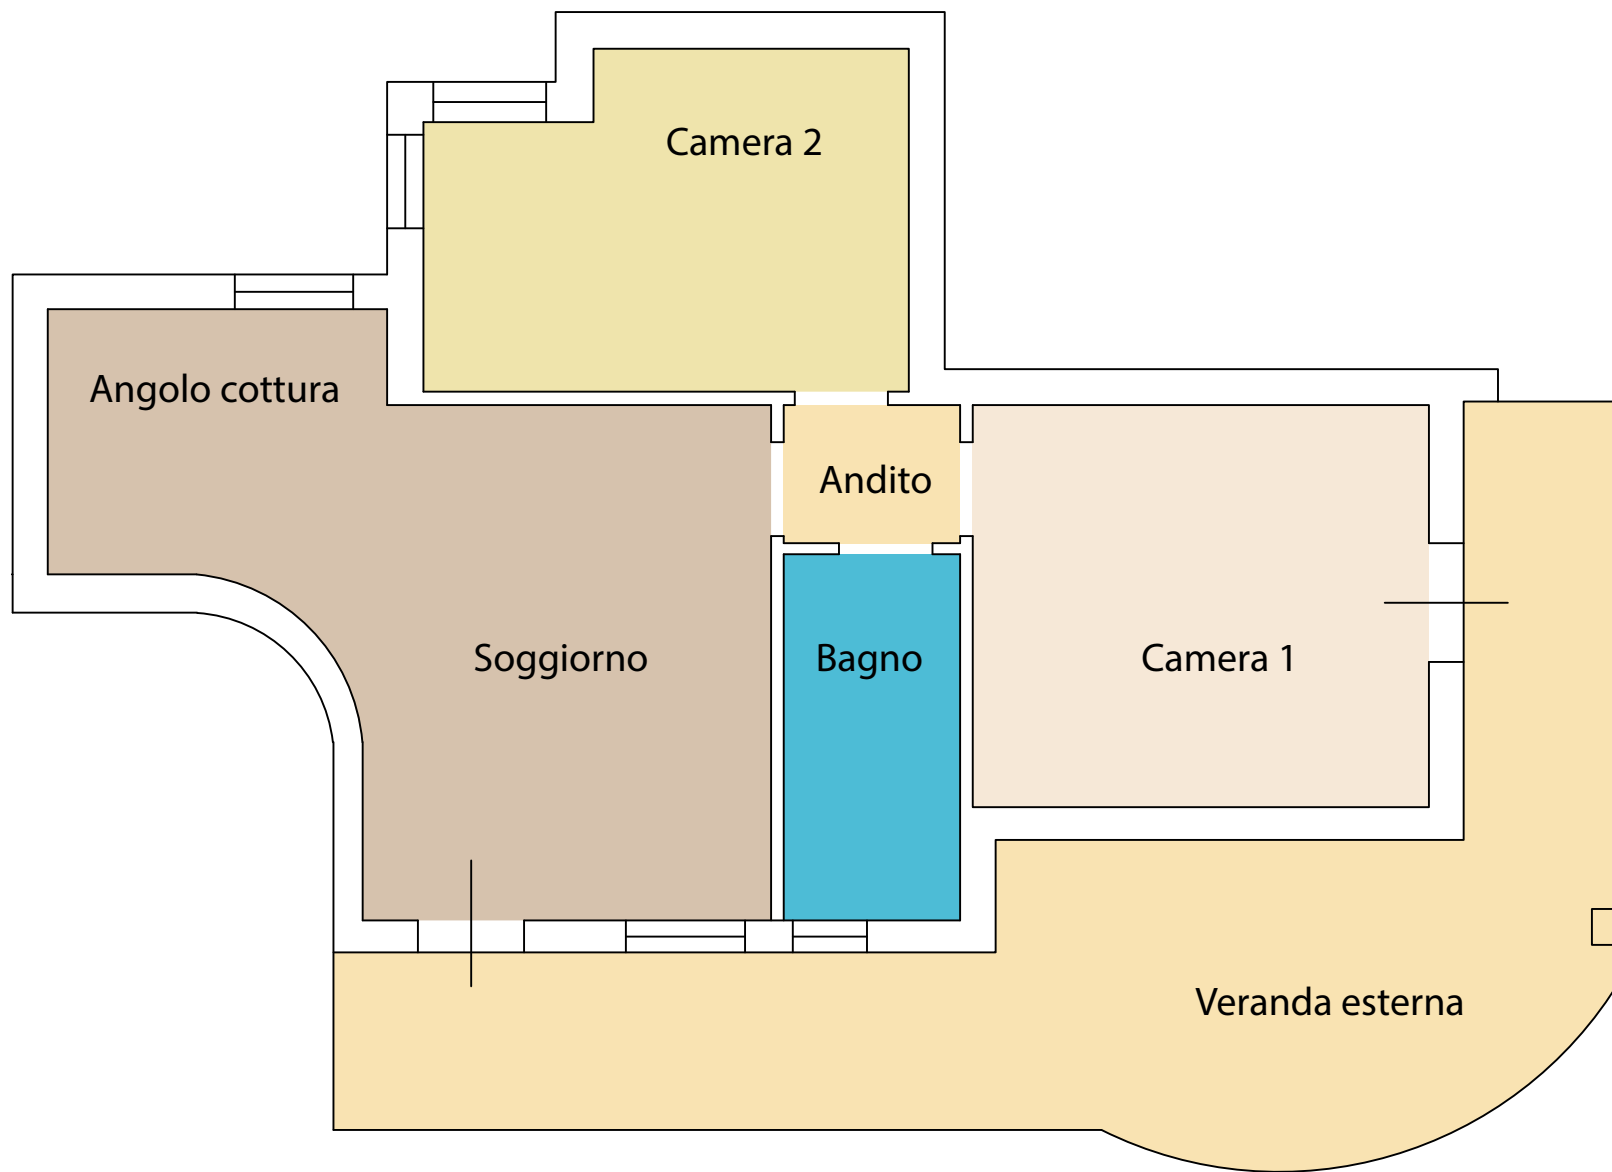 Camera 2
Angolo cottura
Andito
Soggiorno
Bagno
Camera 1
Veranda esterna